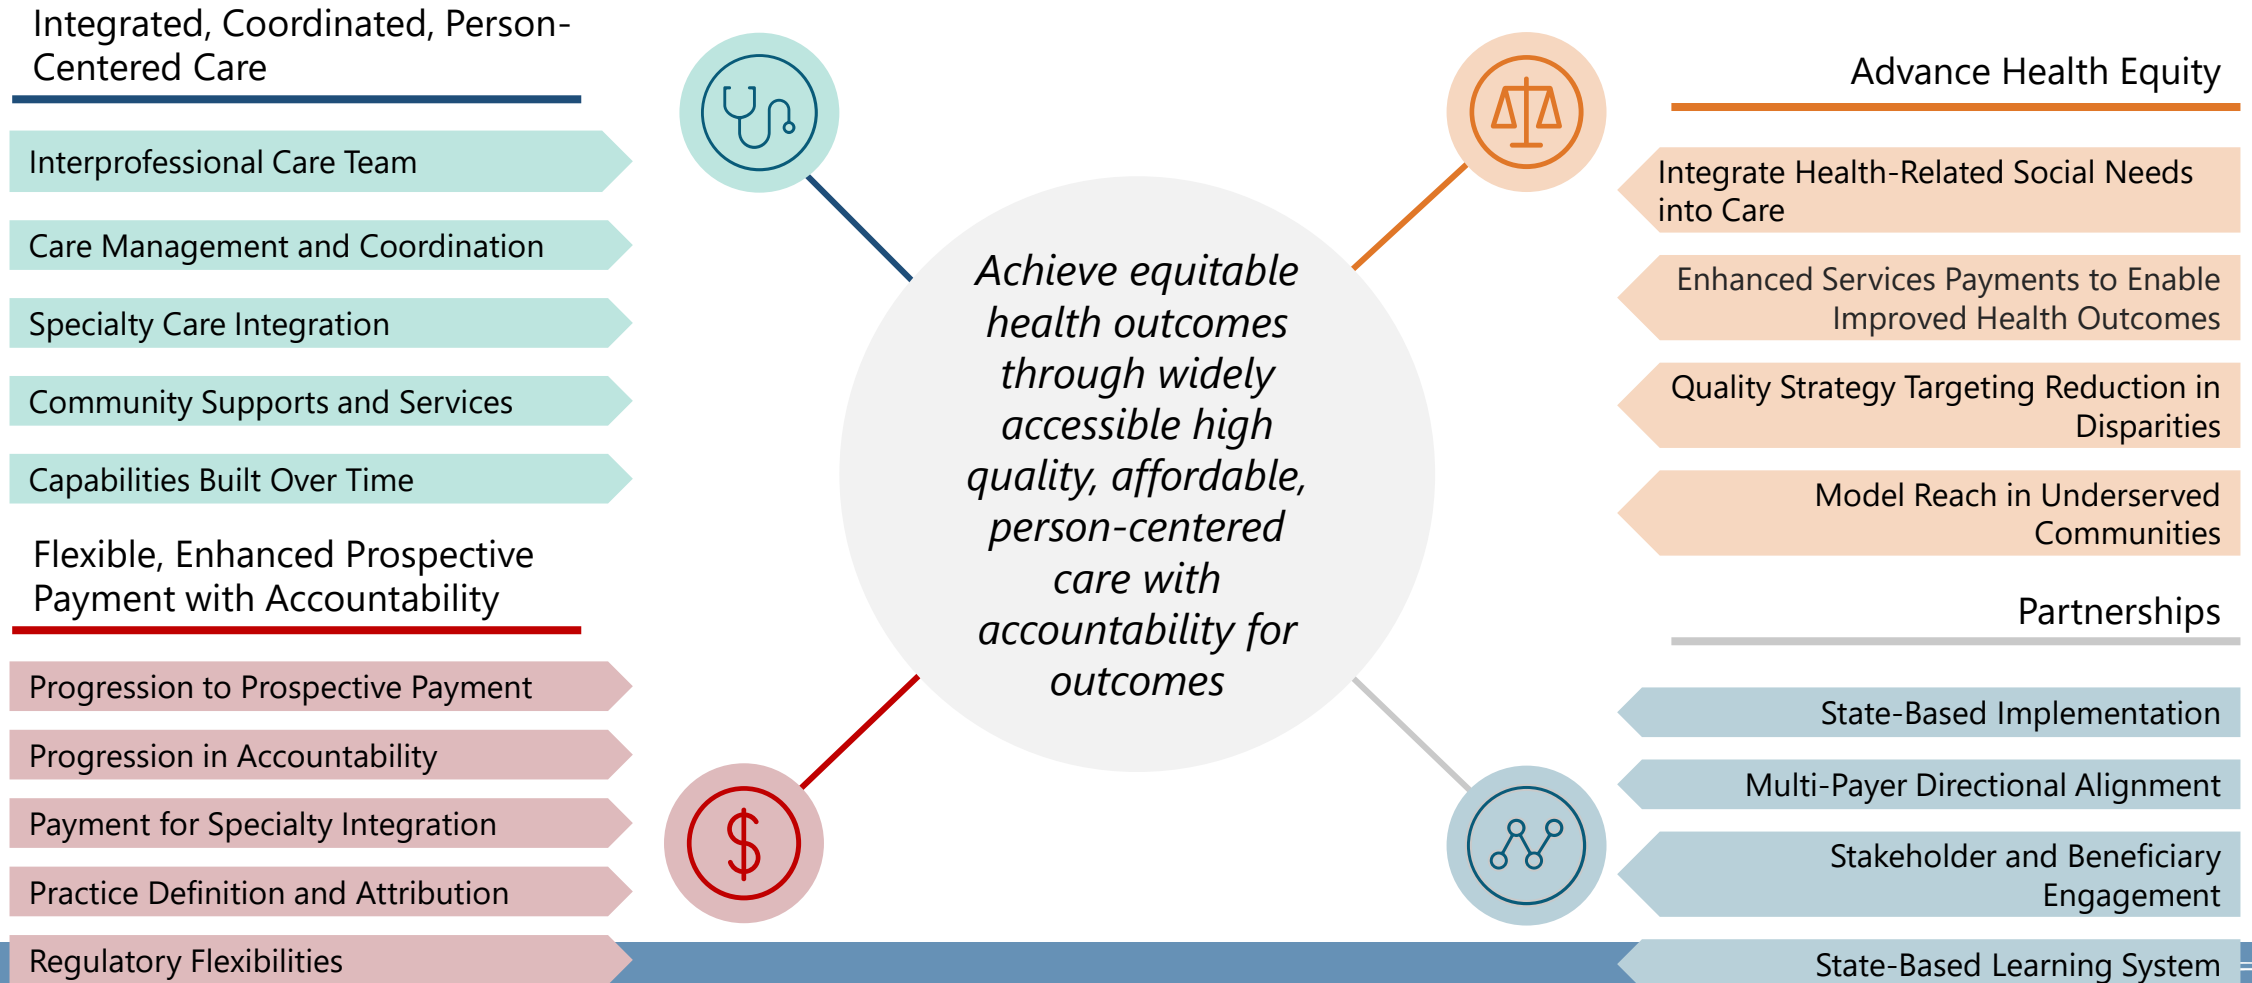 Integrated, Coordinated, Person-
Centered Care
Interprofessional Care Team
Care Management and Coordination
Specialty Care Integration
Community Supports and Services
Capabilities Built Over Time
Flexible, Enhanced Prospective
Payment with Accountability
Progression to Prospective Payment
Progression in Accountability
Payment for Specialty Integration
Practice Definition and Attribution
Regulatory Flexibilities
Achieve equitable
health outcomes
through widely
accessible high
quality, affordable,
person-centered
care with
accountability for
outcomes
Advance Health Equity
Integrate Health-Related Social Needs
into Care
Enhanced Services Payments to Enable
Improved Health Outcomes
Quality Strategy Targeting Reduction in
Disparities
Model Reach in Underserved
Communities
Partnerships
State-Based Implementation
Multi-Payer Directional Alignment
Stakeholder and Beneficiary
Engagement
State-Based Learning System